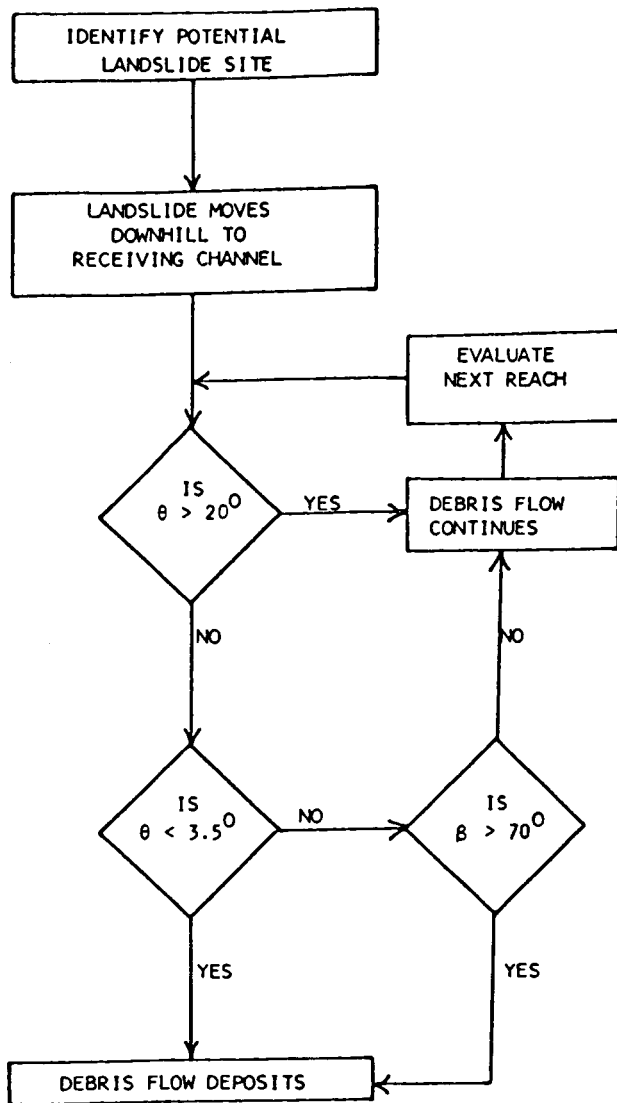 IDENTIFY POTENTIAL
LANDSLIDE SITE
LANDSLIDE MOVES
DOWNHILL TO
RECEIVING CHANNEL
EVALUATE
NEXT REACH
IS
θ > 20°
YES
DEBRIS FLOW
CONTINUES
NO
NO
IS
θ < 3.5°
NO
IS
β > 70°
YES
YES
DEBRIS FLOW DEPOSITS